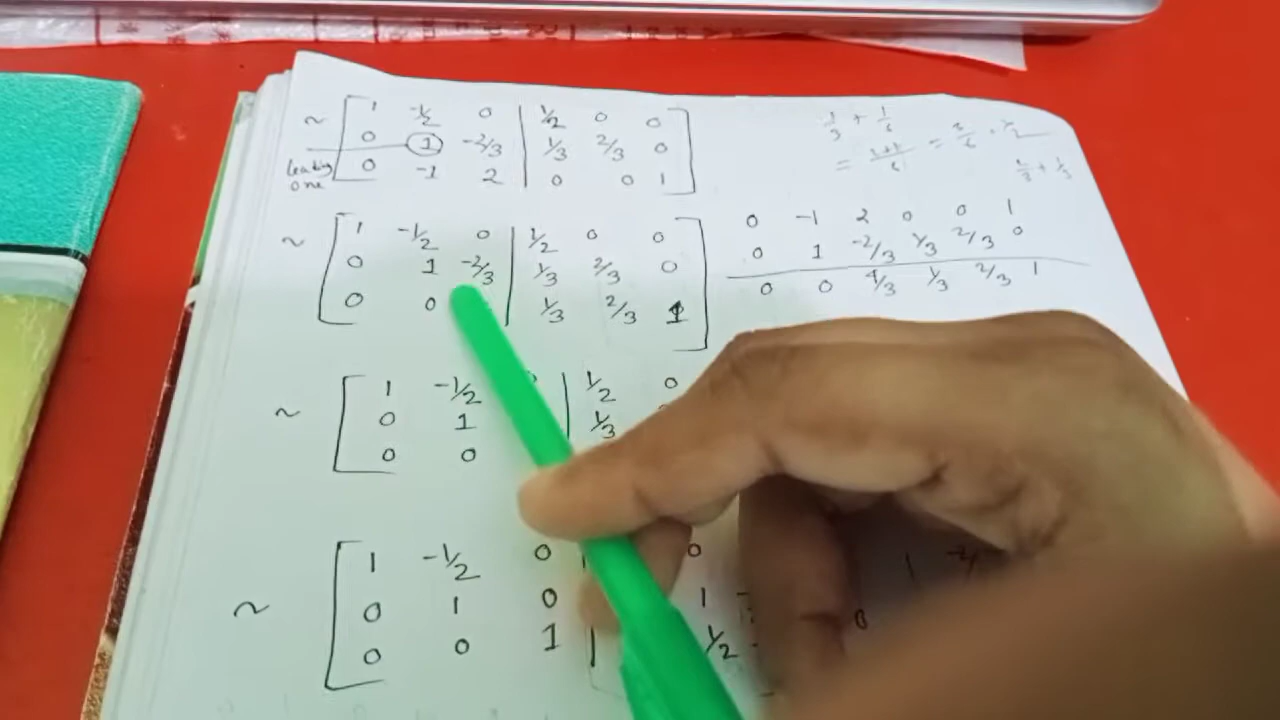 ~ [ 1 -1/2 0 | 1/2 0 0 ]
0 1 -2/3 | 1/3 2/3 0
leading one 0 -1 2 | 0 0 1
1/3 + 1/6
= 2+1/6 = 3/6 = 1/2
~ [ 1 -1/2 0 | 1/2 0 0 ]
0 1 -2/3 | 1/3 2/3 0
0 0 | 1/3 2/3 1
0 -1 2 0 0 1
0 1 -2/3 1/3 2/3 0
0 0 4/3 1/3 2/3 1
~ [ 1 -1/2 | 1/2 0
0 1 | 1/3
0 0
~ [ 1 -1/2 0 | 0
0 1 0 1
0 0 1 | 1/2